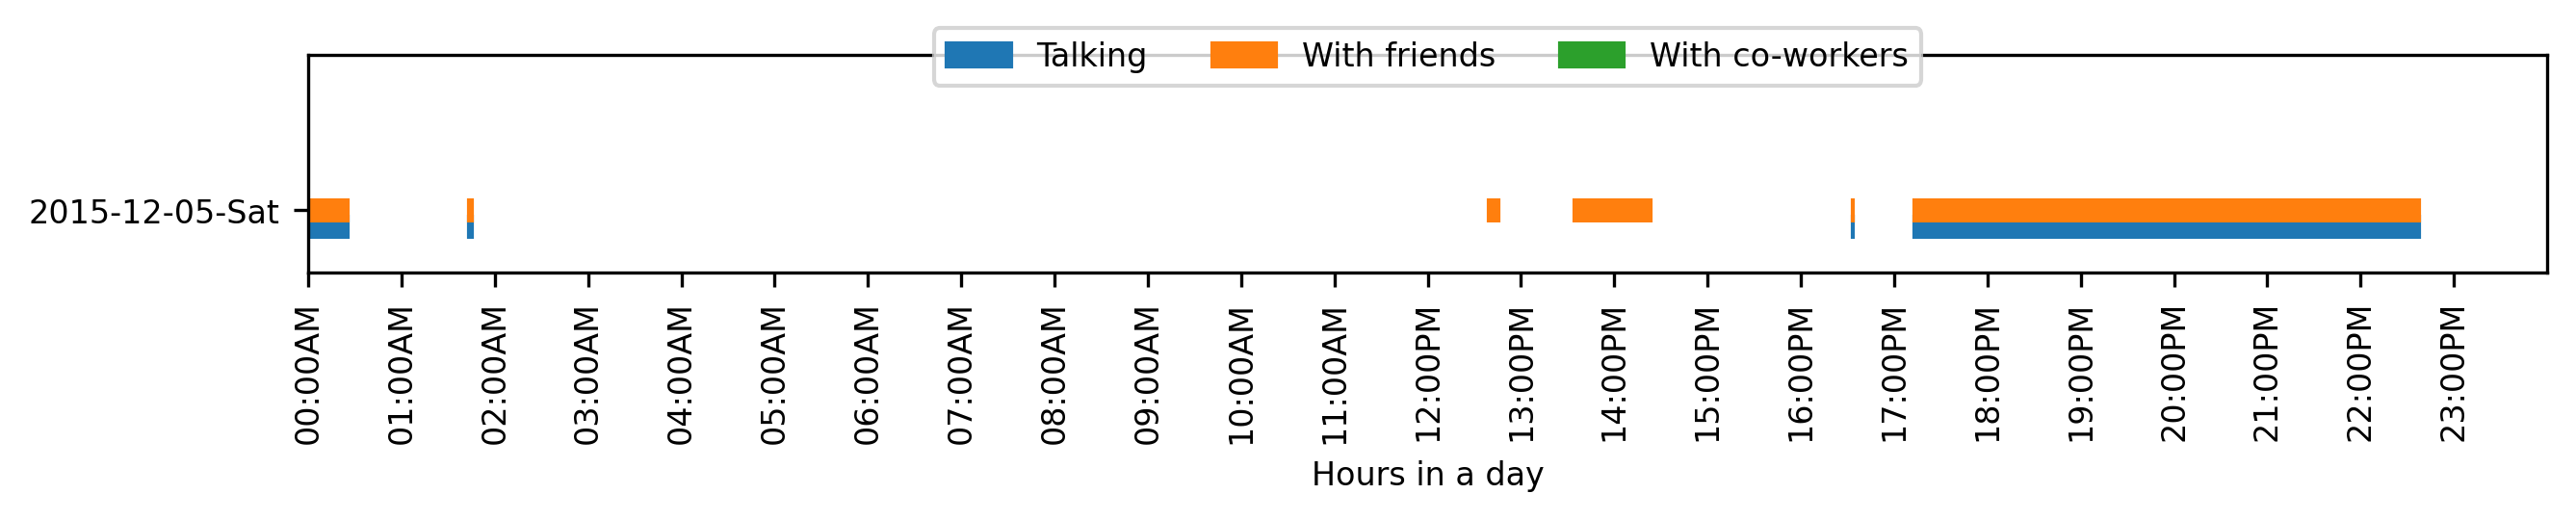 Talking With friends With co-workers
2015-12-05-Sat
00:00AM
01:00AM
02:00AM
03:00AM
04:00AM
05:00AM
06:00AM
07:00AM
08:00AM
09:00AM
10:00AM
11:00AM
12:00PM
13:00PM
14:00PM
15:00PM
16:00PM
17:00PM
18:00PM
19:00PM
20:00PM
21:00PM
22:00PM
23:00PM
Hours in a day